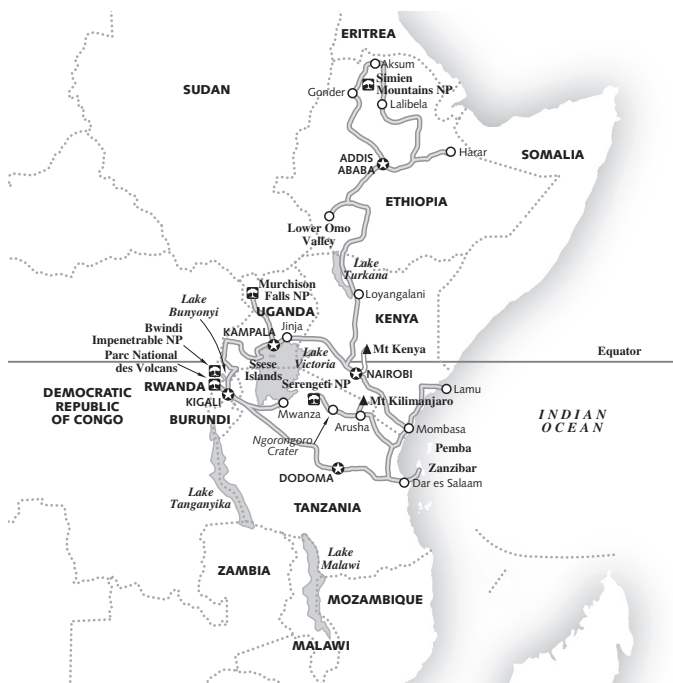 ERITREA
Aksum
Simien
Mountains NP
SUDAN
Gonder
Lalibela
Harar
SOMALIA
ADDIS
ABABA
ETHIOPIA
Lower Omo
Valley
Lake
Turkana
Murchison
Falls NP
Loyangalani
Lake
Bunyonyi
UGANDA
KENYA
Bwindi
Impenetrable NP
KAMPALA
Jinja
Parc National
des Volcans
Lake
Victoria
Mt Kenya
Equator
Ssese
Islands
NAIROBI
Serengeti NP
DEMOCRATIC
REPUBLIC
OF CONGO
RWANDA
KIGALI
Lamu
Mt Kilimanjaro
BURUNDI
Mwanza
Arusha
INDIAN
OCEAN
Mombasa
Ngorongoro
Crater
Pemba
Zanzibar
DODOMA
Dar es Salaam
Lake
Tanganyika
TANZANIA
Lake
Malawi
ZAMBIA
MOZAMBIQUE
MALAWI